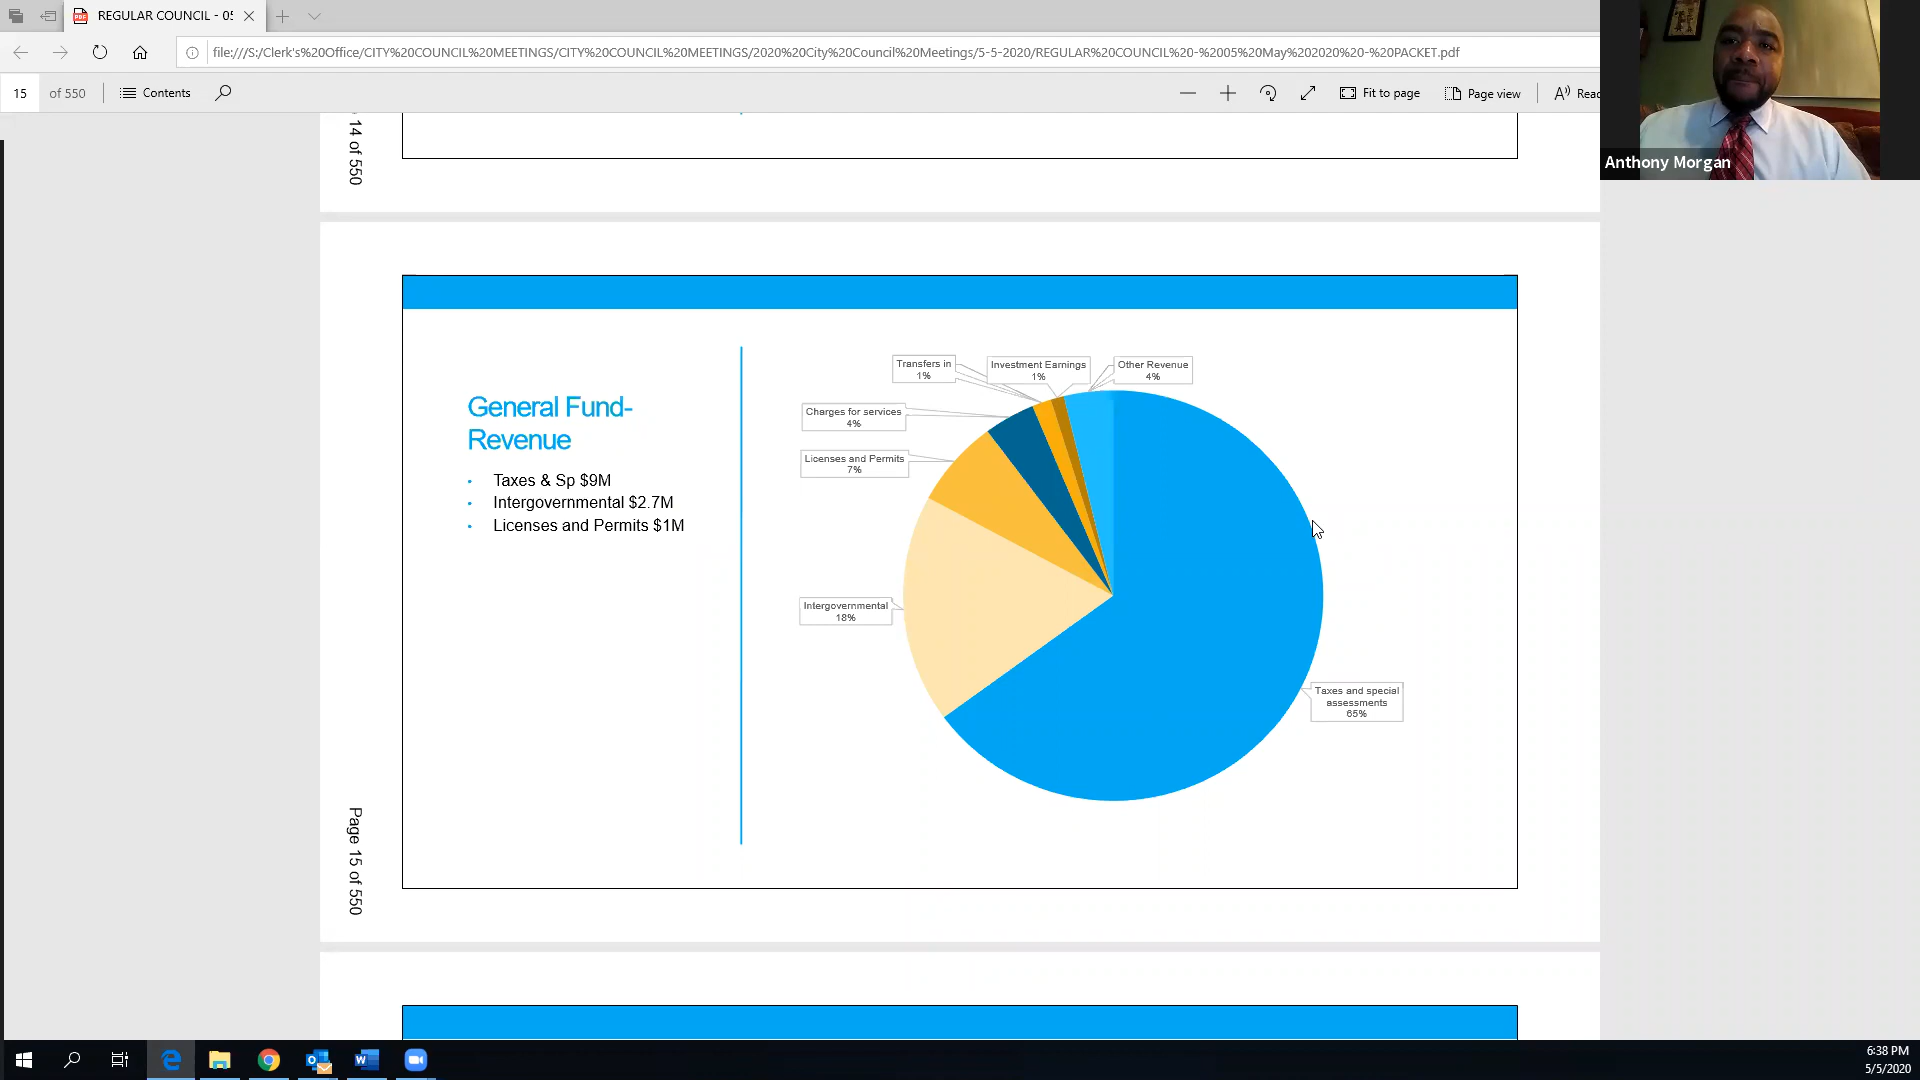 REGULAR COUNCIL - 05
file:///S:/Clerk's%20Office/CITY%20COUNCIL%20MEETINGS/CITY%20COUNCIL%20MEETINGS/2020%20City%20Council%20Meetings/5-5-2020/REGULAR%20COUNCIL%20-%2005%20May%202020%20-%20PACKET.pdf
15 of 550 Contents Fit to page Page view Read
Anthony Morgan
14 of 550
General Fund-
Revenue
Taxes & Sp $9M
Intergovernmental $2.7M
Licenses and Permits $1M
Transfers in
1%
Investment Earnings
1%
Other Revenue
4%
Charges for services
4%
Licenses and Permits
7%
Intergovernmental
18%
Taxes and special
assessments
65%
Page 15 of 550
6:38 PM
5/5/2020